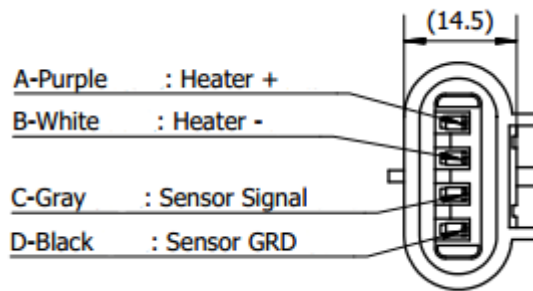 (14.5)
A-Purple : Heater +
B-White : Heater -
C-Gray : Sensor Signal
D-Black : Sensor GRD